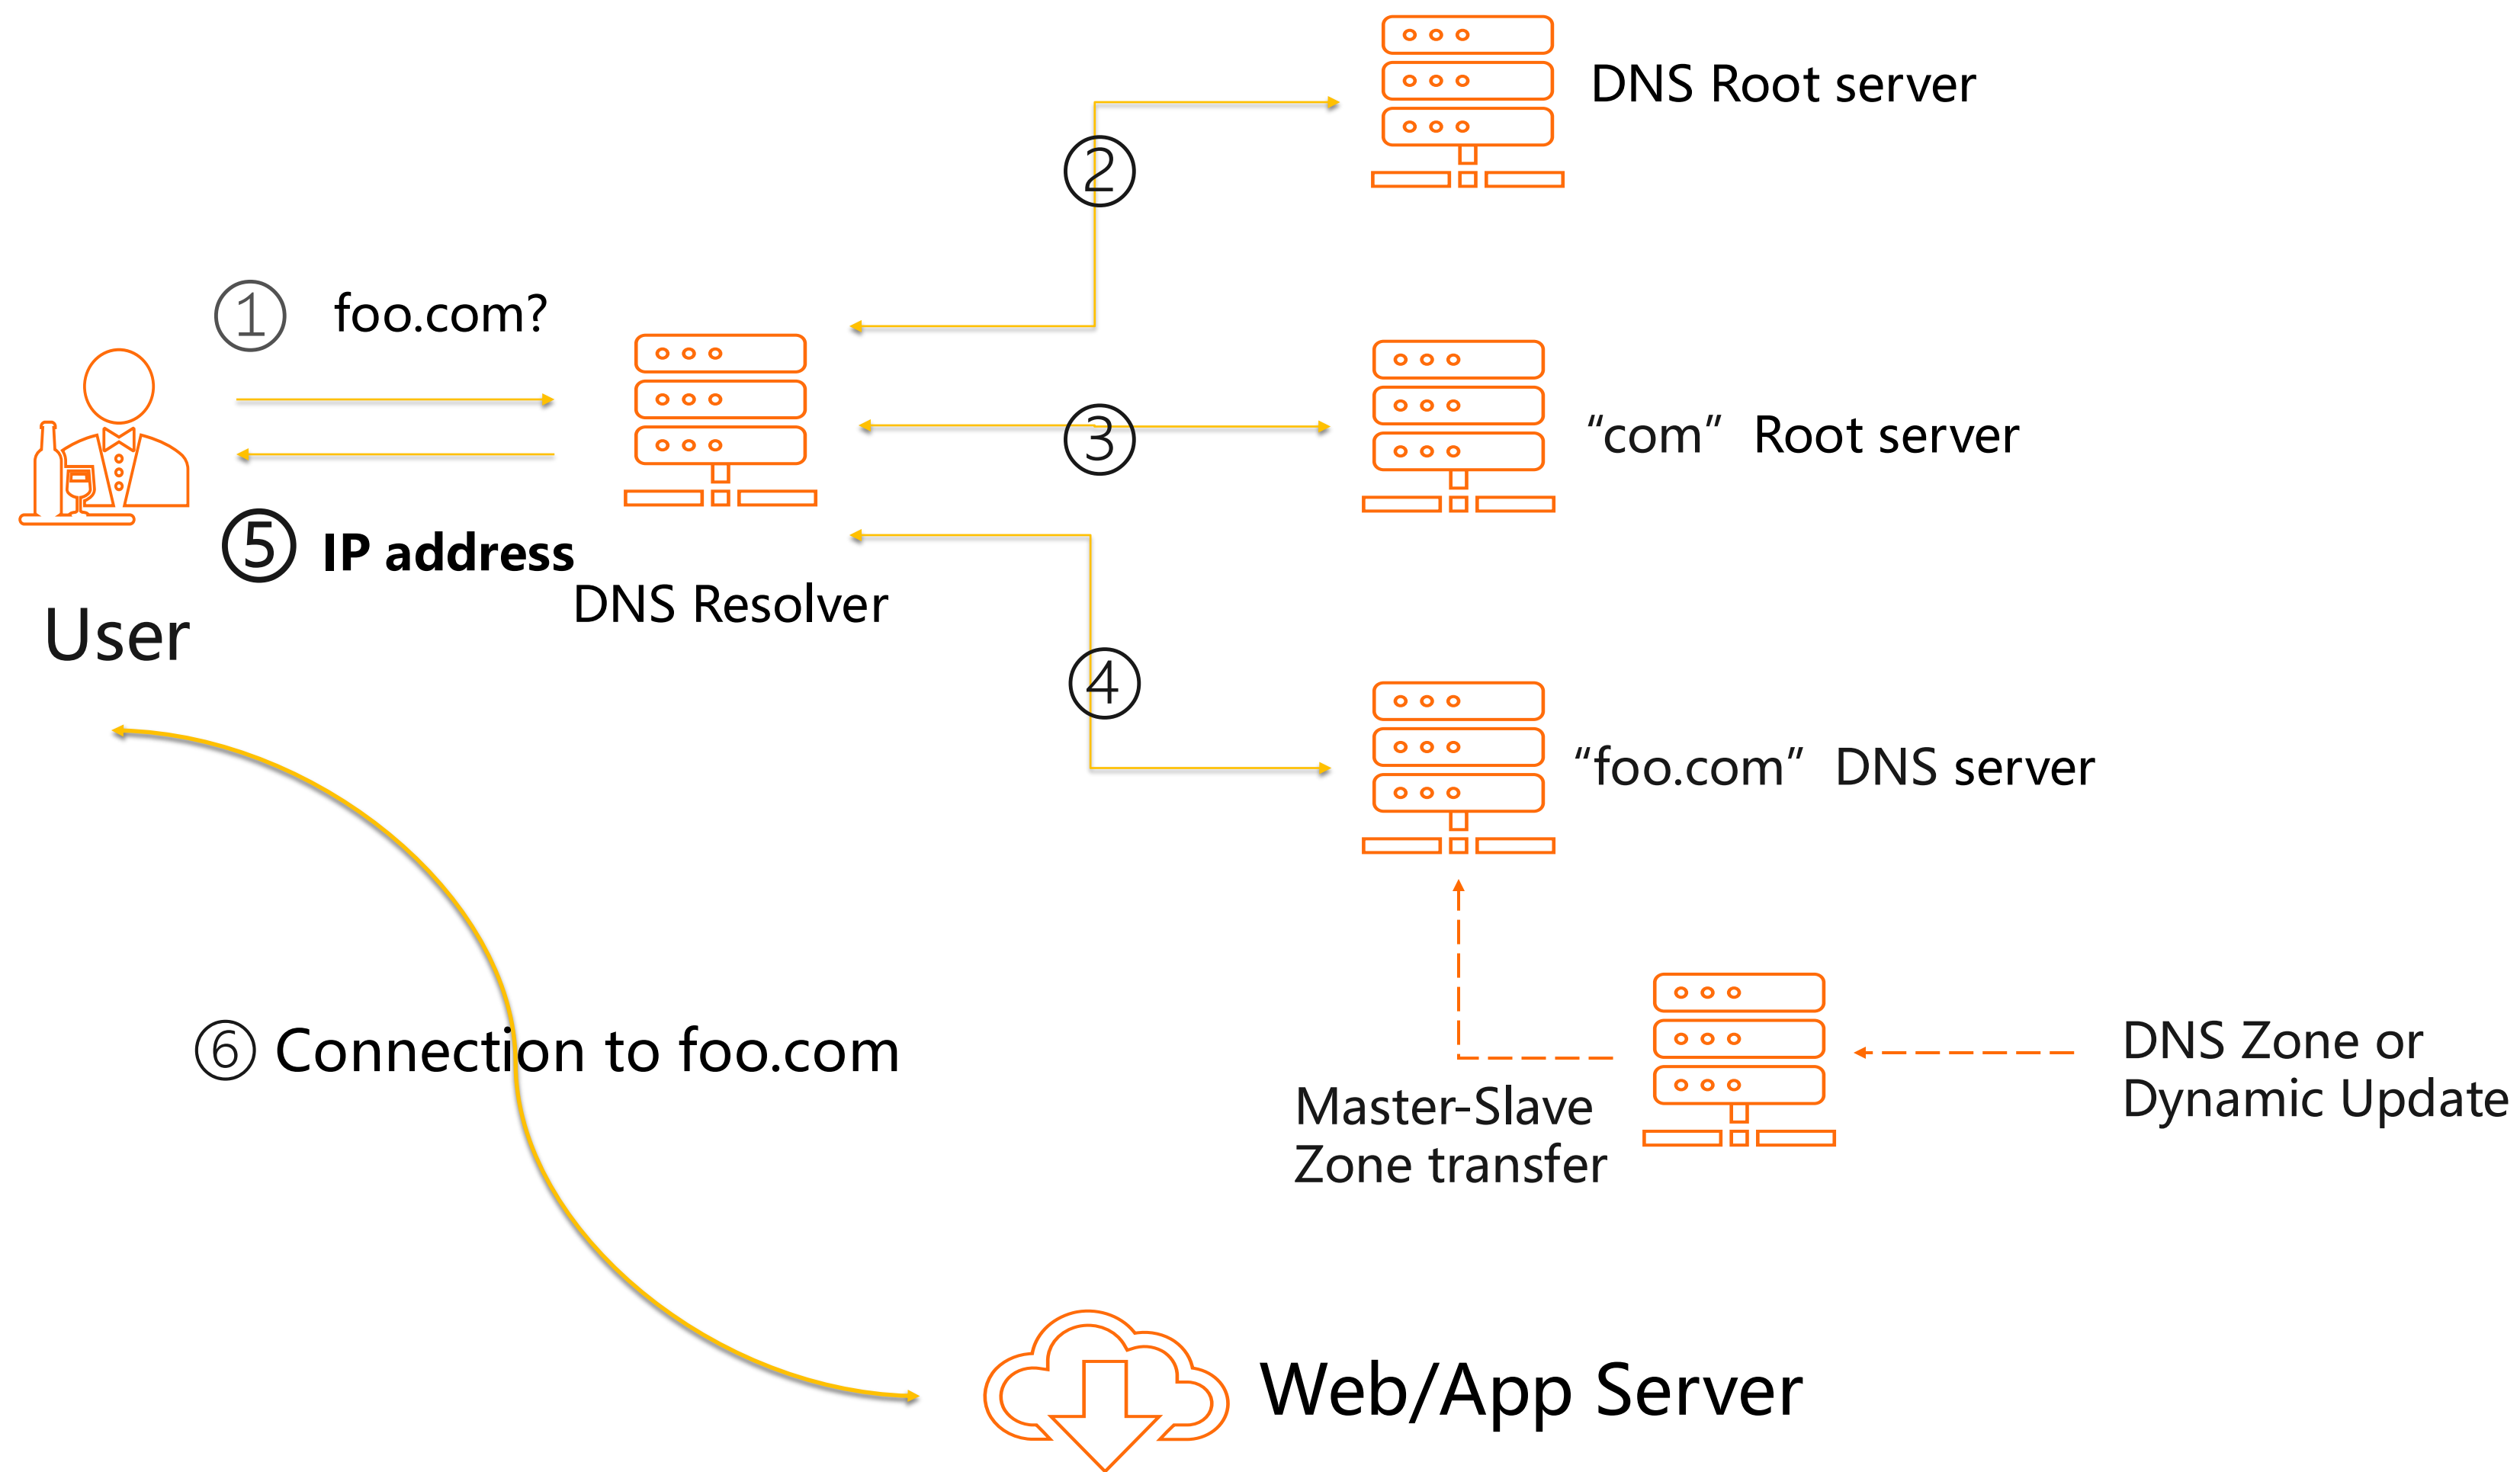 DNS Root server
②
① foo.com?
③
“com” Root server
⑤ IP address
DNS Resolver
User
④
“foo.com” DNS server
⑥ Connection to foo.com
DNS Zone or
Dynamic Update
Master-Slave
Zone transfer
Web/App Server